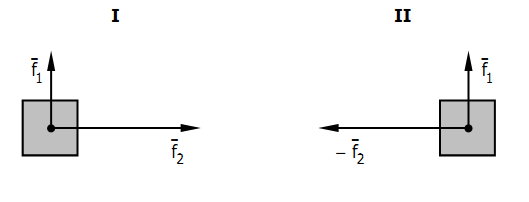 I II
f̄₁ f̄₁
f̄₂ – f̄₂